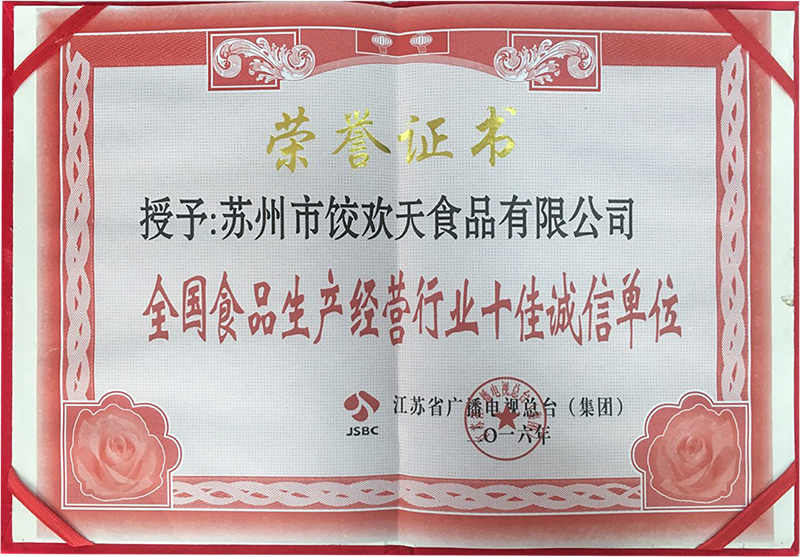 荣誉证书
授予:苏州市饺欢天食品有限公司
全国食品生产经营行业十佳诚信单位
JSBC
江苏省广播电视总台（集团）
〇一六年